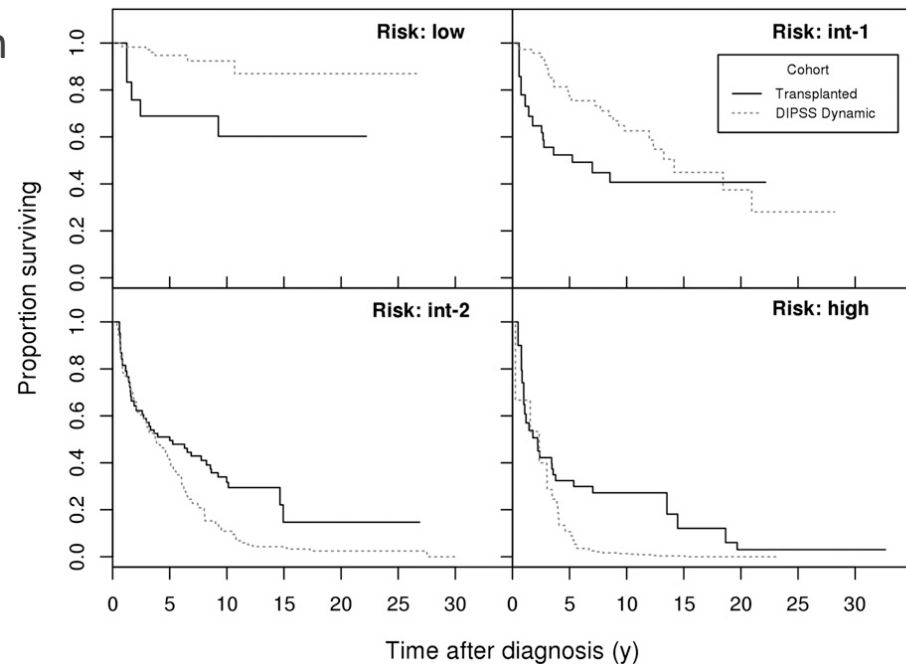 n
Risk: low
Risk: int-1
Cohort
Transplanted
DIPSS Dynamic
Risk: int-2
Risk: high
Proportion surviving
0.0 0.2 0.4 0.6 0.8 1.0
0.0 0.2 0.4 0.6 0.8 1.0
0 5 10 15 20 25 30
0 5 10 15 20 25 30
Time after diagnosis (y)